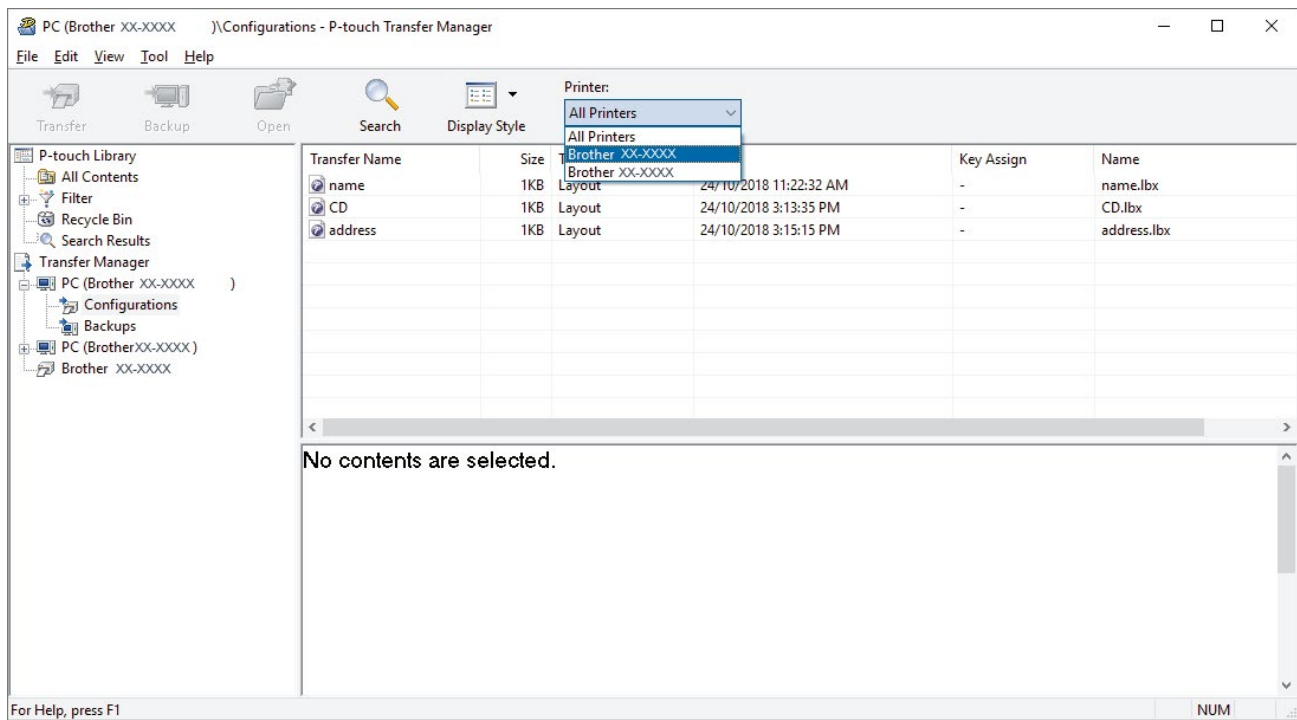 PC (Brother XX-XXXX )\Configurations - P-touch Transfer Manager
File Edit View Tool Help
Printer:
All Printers
Transfer Backup Open Search Display Style
All Printers
Brother XX-XXXX
Brother XX-XXXX
P-touch Library
All Contents
Filter
Recycle Bin
Search Results
Transfer Manager
PC (Brother XX-XXXX )
Configurations
Backups
PC (BrotherXX-XXXX)
Brother XX-XXXX
Transfer Name Size Key Assign Name
name 1KB Layout 24/10/2018 11:22:32 AM - name.lbx
CD 1KB Layout 24/10/2018 3:13:35 PM - CD.lbx
address 1KB Layout 24/10/2018 3:15:15 PM - address.lbx
No contents are selected.
For Help, press F1 NUM